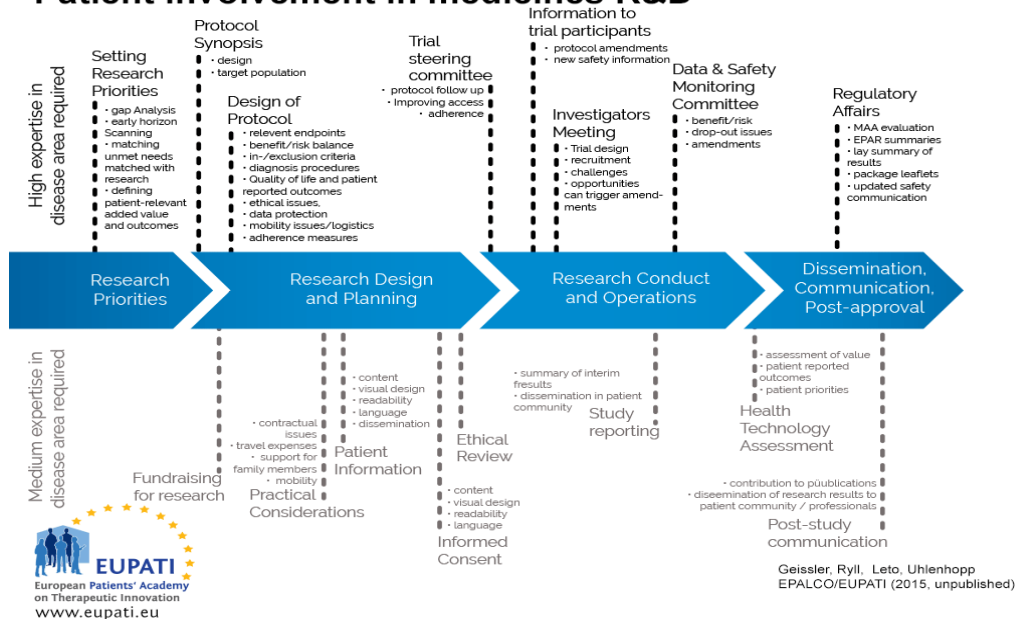 Patient involvement in medicines R&D
High expertise in
disease area required
Setting
Research
Priorities
• gap Analysis
• early horizon
Scanning
• matching
unmet needs
matched with
research
• defining
patient-relevant
added value
and outcomes
Protocol
Synopsis
• design
• target population
Design of
Protocol
• relevent endpoints
• benefit/risk balance
• in-/exclusion criteria
• diagnosis procedures
• Quality of life and patient
reported outcomes
• ethical issues,
• data protection
• mobility issues/logistics
• adherence measures
Trial
steering
committee
• protocol follow up
• Improving access
• adherence
Information to
trial participants
• protocol amendments
• new safety information
Investigators
Meeting
• Trial design
• recruitment
• challenges
• opportunities
can trigger amend-
ments
Data & Safety
Monitoring
Committee
• benefit/risk
• drop-out issues
• amendments
Regulatory
Affairs
• MAA evaluation
• EPAR summaries
• lay summary of
results
• package leaflets
• updated safety
communication
Research
Priorities
Research Design
and Planning
Research Conduct
and Operations
Dissemination,
Communication,
Post-approval
Medium expertise in
disease area required
Fundraising
for research
• contractual
issues
• travel expenses
• support for
family members
• mobility
Practical
Considerations
• content
• visual design
• readability
• language
• dissemination
Patient
Information
Ethical
Review
• content
• visual design
• readability
• language
Informed
Consent
• summary of interim
fresults
• dissemination in patient
community
Study
reporting
• assessment of value
• patient reported
outcomes
• patient priorities
Health
Technology
Assessment
• contribution to püublications
• disemination of research results to
patient community / professionals
Post-study
communication
EUPATI
European Patients' Academy
on Therapeutic Innovation
www.eupati.eu
Geissler, Ryll, Leto, Uhlenhopp
EPALCO/EUPATI (2015, unpublished)